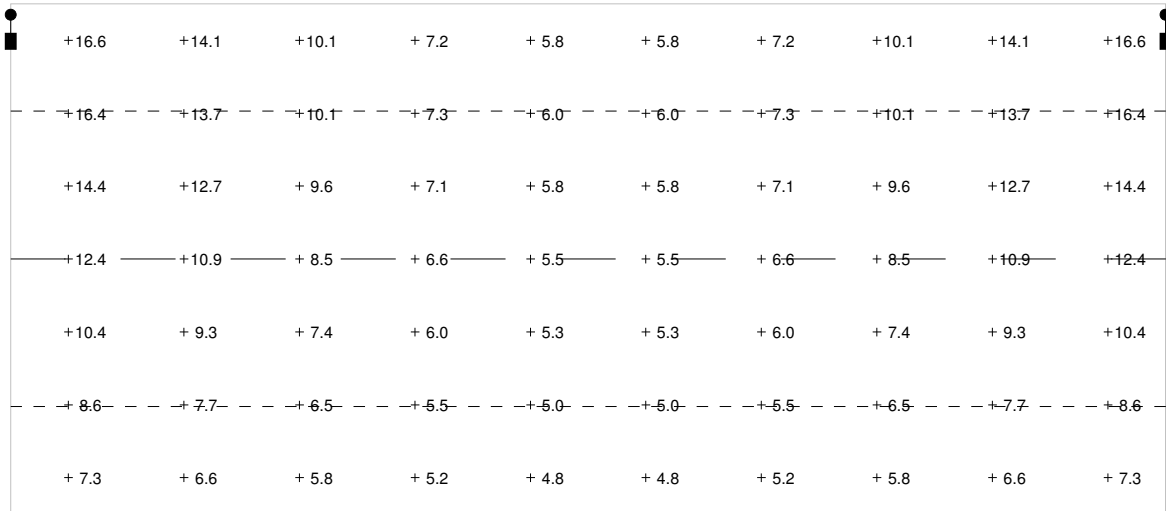 +16.6 +14.1 +10.1 + 7.2 + 5.8 + 5.8 + 7.2 +10.1 +14.1 +16.6
+16.4 +13.7 +10.1 + 7.3 + 6.0 + 6.0 + 7.3 +10.1 +13.7 +16.4
+14.4 +12.7 + 9.6 + 7.1 + 5.8 + 5.8 + 7.1 + 9.6 +12.7 +14.4
+12.4 +10.9 + 8.5 + 6.6 + 5.5 + 5.5 + 6.6 + 8.5 +10.9 +12.4
+10.4 + 9.3 + 7.4 + 6.0 + 5.3 + 5.3 + 6.0 + 7.4 + 9.3 +10.4
+ 8.6 + 7.7 + 6.5 + 5.5 + 5.0 + 5.0 + 5.5 + 6.5 + 7.7 + 8.6
+ 7.3 + 6.6 + 5.8 + 5.2 + 4.8 + 4.8 + 5.2 + 5.8 + 6.6 + 7.3